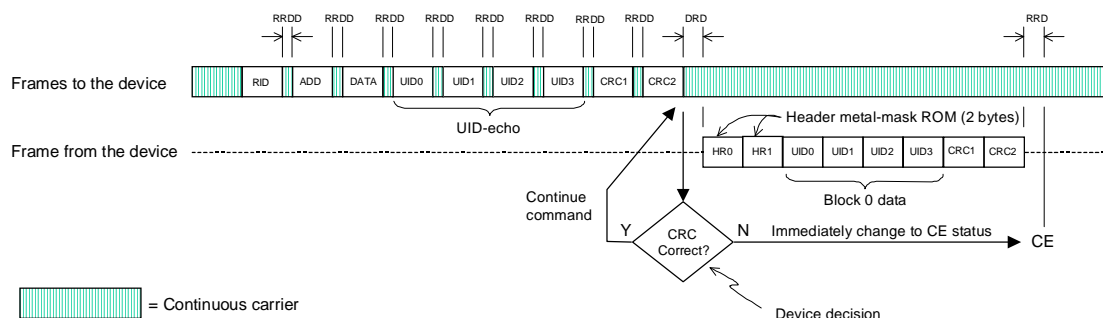 RRDD RRDD RRDD RRDD RRDD RRDD RRDD RRDD DRD RRD
Frames to the device
RID ADD DATA UID0 UID1 UID2 UID3 CRC1 CRC2
UID-echo
Header metal-mask ROM (2 bytes)
Frame from the device
HR0 HR1 UID0 UID1 UID2 UID3 CRC1 CRC2
Block 0 data
Continue
command
Y CRC N Immediately change to CE status CE
Correct?
= Continuous carrier
Device decision